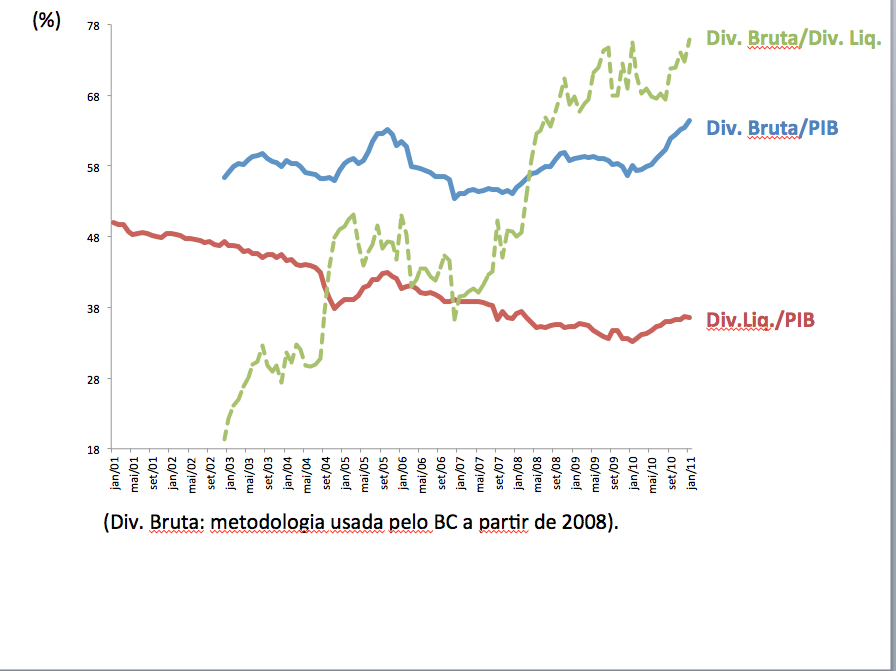 (%)
78
68
58
48
38
28
18
Div. Bruta/Div. Liq.
Div. Bruta/PIB
Div.Liq./PIB
jan/01
mai/01
set/01
jan/02
mai/02
set/02
jan/03
mai/03
set/03
jan/04
mai/04
set/04
jan/05
mai/05
set/05
jan/06
mai/06
set/06
jan/07
mai/07
set/07
jan/08
mai/08
set/08
jan/09
mai/09
set/09
jan/10
mai/10
set/10
jan/11
(Div. Bruta: metodologia usada pelo BC a partir de 2008).